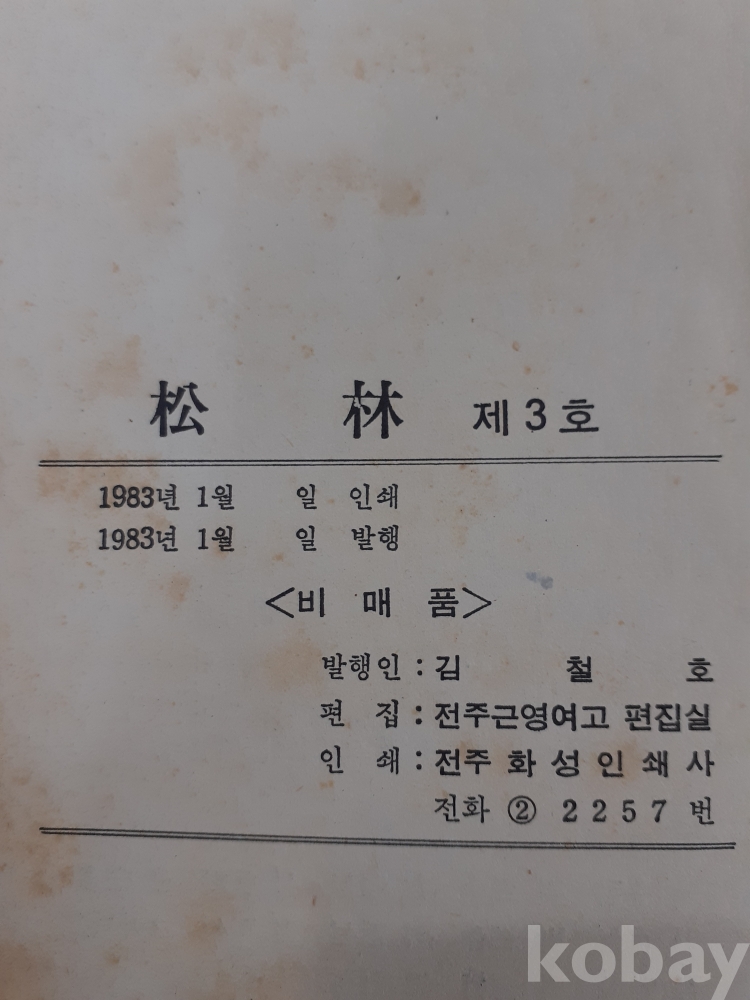 松 林 제 3 호
1983년 1월 일 인쇄
1983년 1월 일 발행
<비 매 품>
발행인 : 김 철 호
편 집 : 전주근영여고 편집실
인 쇄 : 전주 화 성 인 쇄 사
전화 ② 2 2 5 7 번
kobay